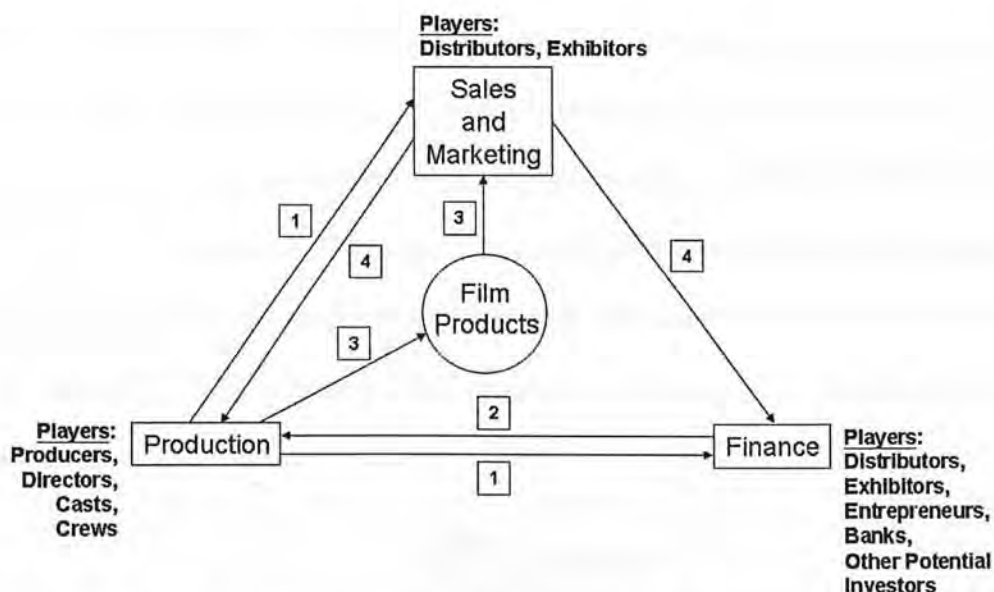 Players:
Distributors, Exhibitors
Sales
and
Marketing
1
4
3
4
Film
Products
3
2
Players:
Producers,
Directors,
Casts,
Crews
Production
Finance
1
Players:
Distributors,
Exhibitors,
Entrepreneurs,
Banks,
Other Potential
Investors